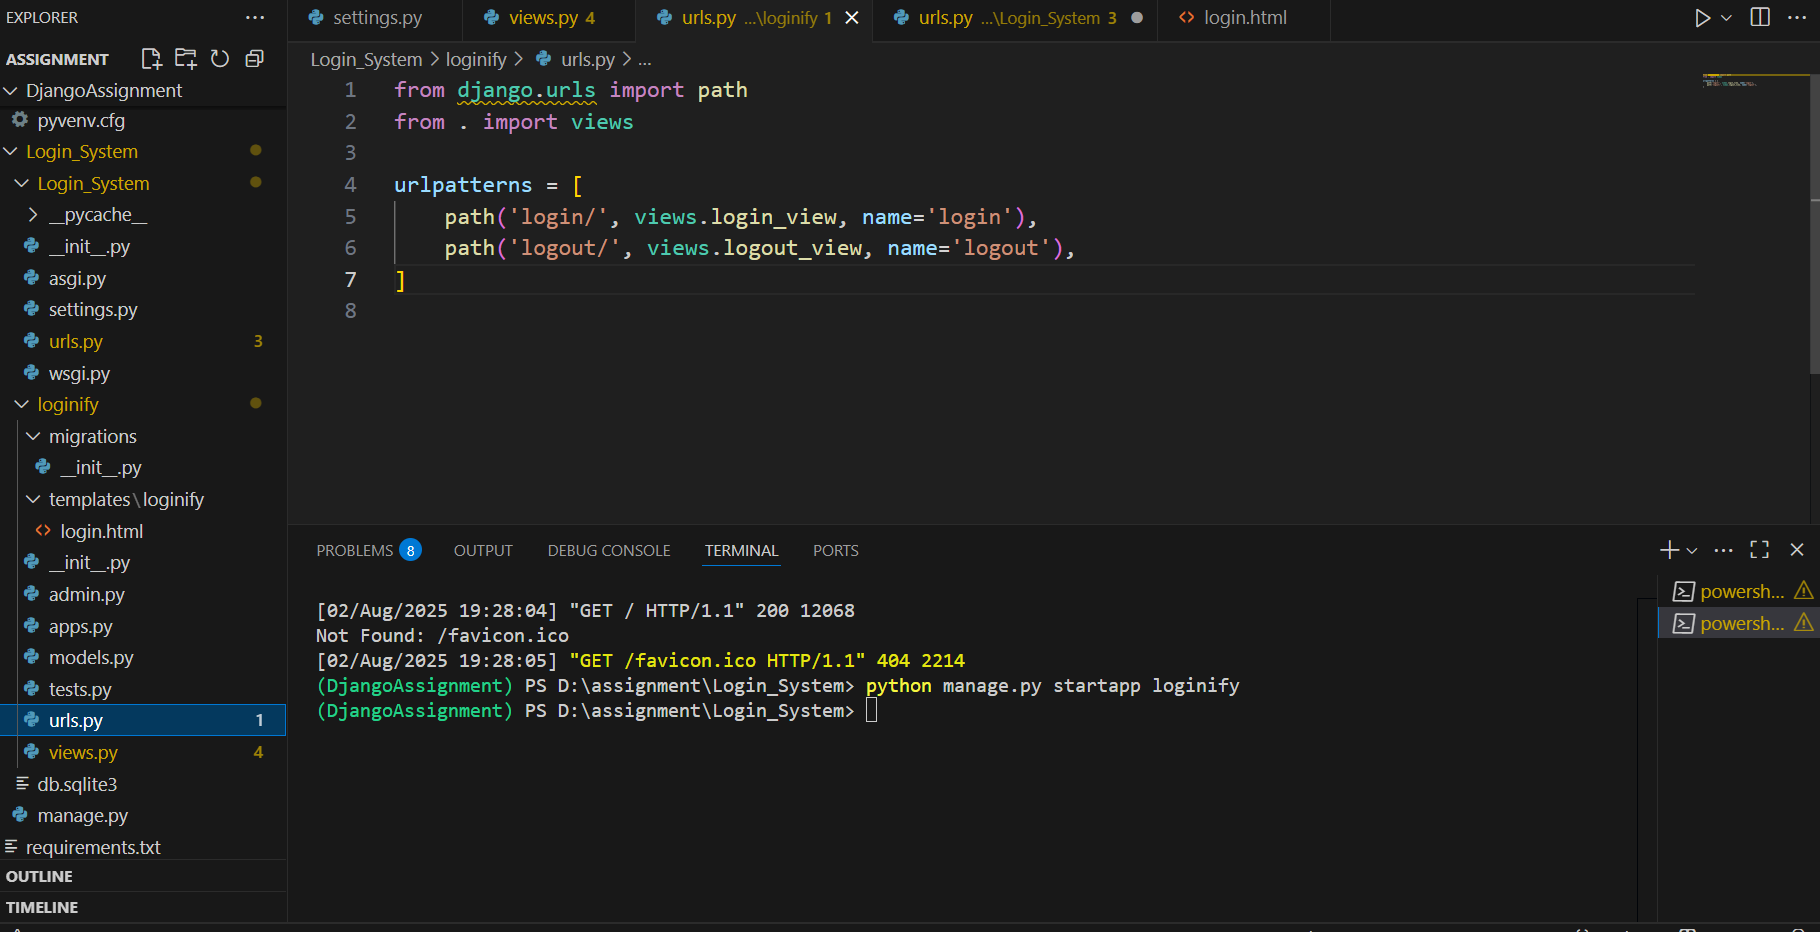 EXPLORER
ASSIGNMENT
DjangoAssignment
pyvenv.cfg
Login_System
Login_System
__pycache__
__init__.py
asgi.py
settings.py
urls.py 3
wsgi.py
loginify
migrations
__init__.py
templates\loginify
login.html
__init__.py
admin.py
apps.py
models.py
tests.py
urls.py 1
views.py 4
db.sqlite3
manage.py
requirements.txt
OUTLINE
TIMELINE
settings.py views.py 4 urls.py ...\loginify 1 urls.py ...\Login_System 3 login.html
Login_System > loginify > urls.py > ...
1 from django.urls import path
2 from . import views
3
4 urlpatterns = [
5     path('login/', views.login_view, name='login'),
6     path('logout/', views.logout_view, name='logout'),
7 ]
8
PROBLEMS 8 OUTPUT DEBUG CONSOLE TERMINAL PORTS
[02/Aug/2025 19:28:04] "GET / HTTP/1.1" 200 12068
Not Found: /favicon.ico
[02/Aug/2025 19:28:05] "GET /favicon.ico HTTP/1.1" 404 2214
(DjangoAssignment) PS D:\assignment\Login_System> python manage.py startapp loginify
(DjangoAssignment) PS D:\assignment\Login_System>
powersh...
powersh...